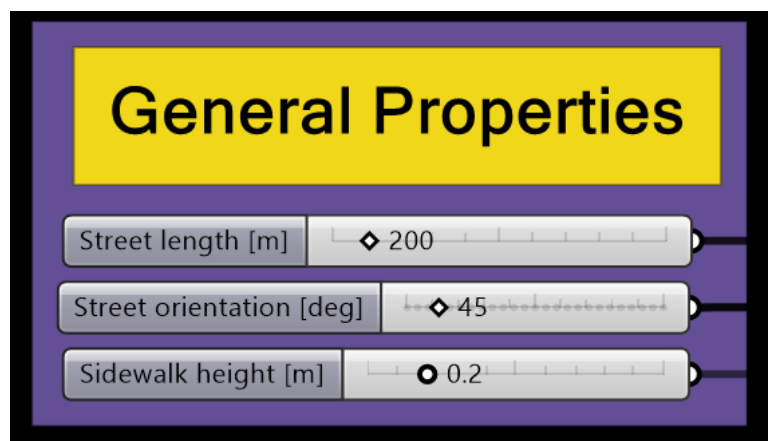 General Properties
Street length [m] 200
Street orientation [deg] 45
Sidewalk height [m] 0.2